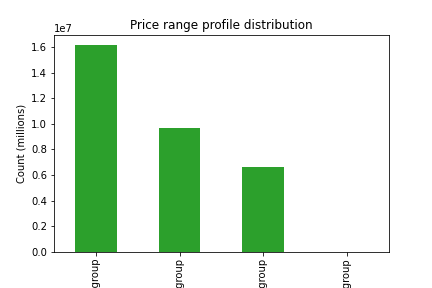 Price range profile distribution
1e7
1.6
1.4
1.2
1.0
0.8
0.6
0.4
0.2
0.0
Count (millions)
group
group
group
group